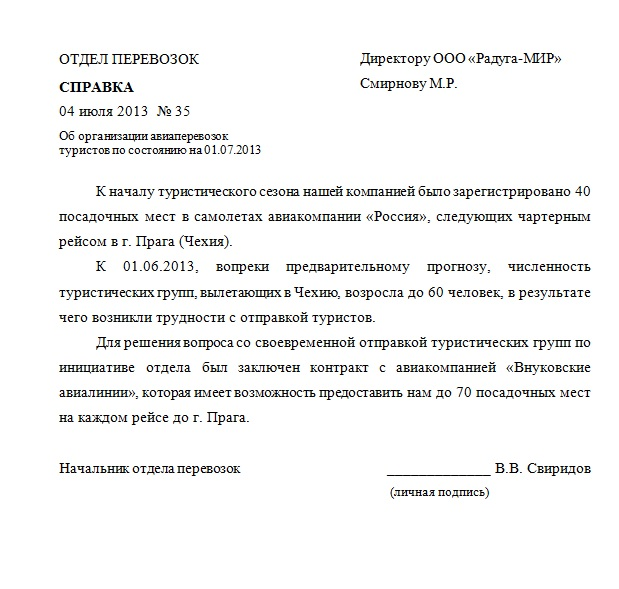 ОТДЕЛ ПЕРЕВОЗОК
СПРАВКА
04 июля 2013 № 35
Об организации авиаперевозок
туристов по состоянию на 01.07.2013
Директору ООО «Радуга-МИР»
Смирнову М.Р.
К началу туристического сезона нашей компанией было зарегистрировано 40
посадочных мест в самолетах авиакомпании «Россия», следующих чартерным
рейсом в г. Прага (Чехия).
К 01.06.2013, вопреки предварительному прогнозу, численность
туристических групп, вылетающих в Чехию, возросла до 60 человек, в результате
чего возникли трудности с отправкой туристов.
Для решения вопроса со своевременной отправкой туристических групп по
инициативе отдела был заключен контракт с авиакомпанией «Внуковские
авиалинии», которая имеет возможность предоставить нам до 70 посадочных мест
на каждом рейсе до г. Прага.
Начальник отдела перевозок _____________ В.В. Свиридов
(личная подпись)